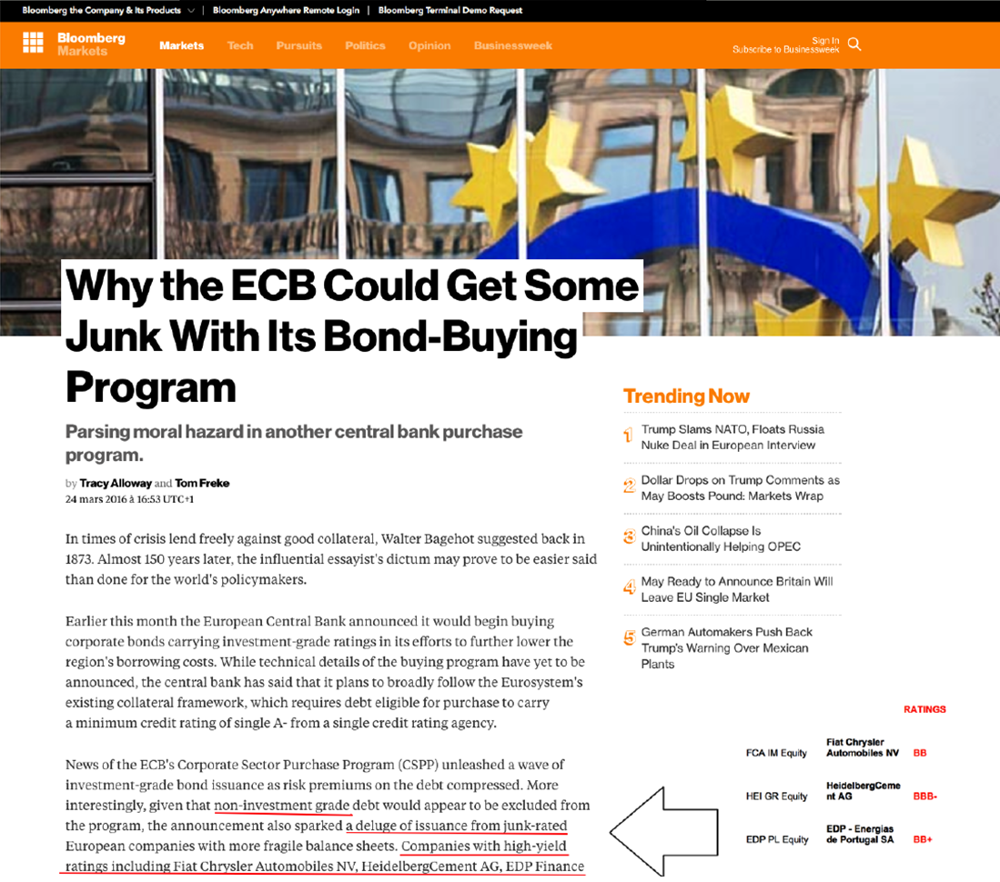 Bloomberg the Company & Its Products
Bloomberg Anywhere Remote Login
Bloomberg Terminal Demo Request
Bloomberg
Markets
Markets
Tech
Pursuits
Politics
Opinion
Businessweek
Sign In
Subscribe to Businessweek
Why the ECB Could Get Some
Junk With Its Bond-Buying
Program
Parsing moral hazard in another central bank purchase
program.
by Tracy Alloway and Tom Freke
24 mars 2016 à 16:53 UTC+1
In times of crisis lend freely against good collateral, Walter Bagehot suggested back in
1873. Almost 150 years later, the influential essayist's dictum may prove to be easier said
than done for the world's policymakers.
Earlier this month the European Central Bank announced it would begin buying
corporate bonds carrying investment-grade ratings in its efforts to further lower the
region's borrowing costs. While technical details of the buying program have yet to be
announced, the central bank has said that it plans to broadly follow the Eurosystem's
existing collateral framework, which requires debt eligible for purchase to carry
a minimum credit rating of single A- from a single credit rating agency.
News of the ECB's Corporate Sector Purchase Program (CSPP) unleashed a wave of
investment-grade bond issuance as risk premiums on the debt compressed. More
interestingly, given that non-investment grade debt would appear to be excluded from
the program, the announcement also sparked a deluge of issuance from junk-rated
European companies with more fragile balance sheets. Companies with high-yield
ratings including Fiat Chrysler Automobiles NV, HeidelbergCement AG, EDP Finance
Trending Now
1
Trump Slams NATO, Floats Russia
Nuke Deal in European Interview
2
Dollar Drops on Trump Comments as
May Boosts Pound: Markets Wrap
3
China's Oil Collapse Is
Unintentionally Helping OPEC
4
May Ready to Announce Britain Will
Leave EU Single Market
5
German Automakers Push Back
Trump's Warning Over Mexican
Plants
RATINGS
FCA IM Equity
Fiat Chrysler
Automobiles NV
BB
HEI GR Equity
HeidelbergCeme
nt AG
BBB-
EDP PL Equity
EDP - Energias
de Portugal SA
BB+